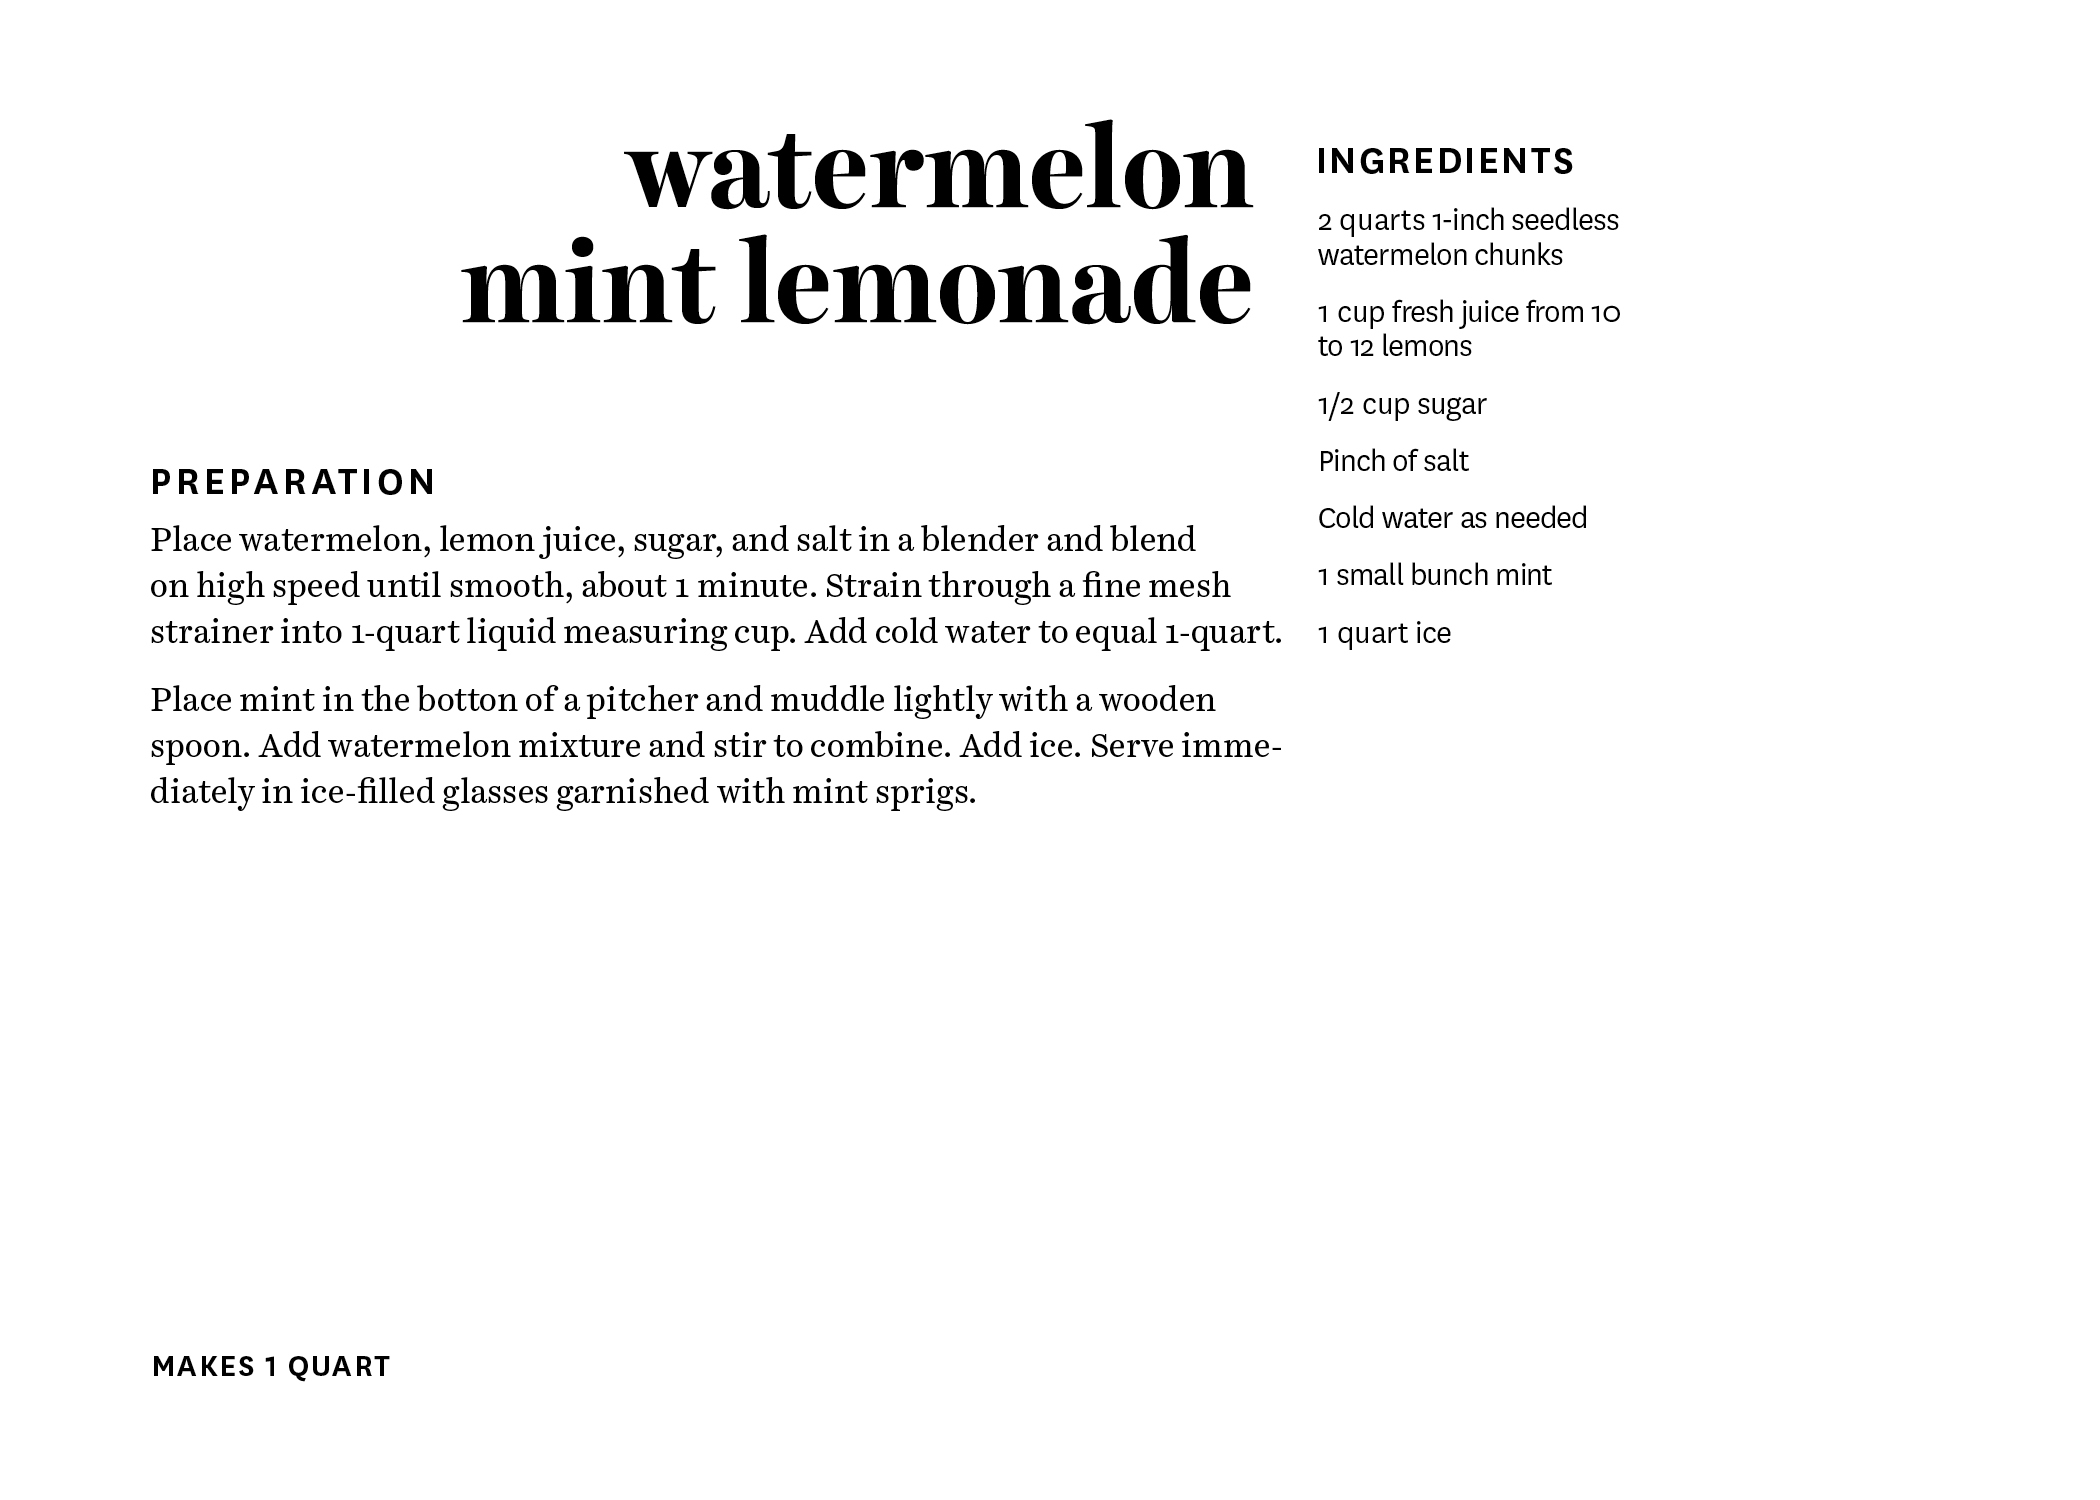 watermelon
mint lemonade
PREPARATION
Place watermelon, lemon juice, sugar, and salt in a blender and blend
on high speed until smooth, about 1 minute. Strain through a fine mesh
strainer into 1-quart liquid measuring cup. Add cold water to equal 1-quart.
Place mint in the botton of a pitcher and muddle lightly with a wooden
spoon. Add watermelon mixture and stir to combine. Add ice. Serve imme-
diately in ice-filled glasses garnished with mint sprigs.
INGREDIENTS
2 quarts 1-inch seedless
watermelon chunks
1 cup fresh juice from 10
to 12 lemons
1/2 cup sugar
Pinch of salt
Cold water as needed
1 small bunch mint
1 quart ice
MAKES 1 QUART